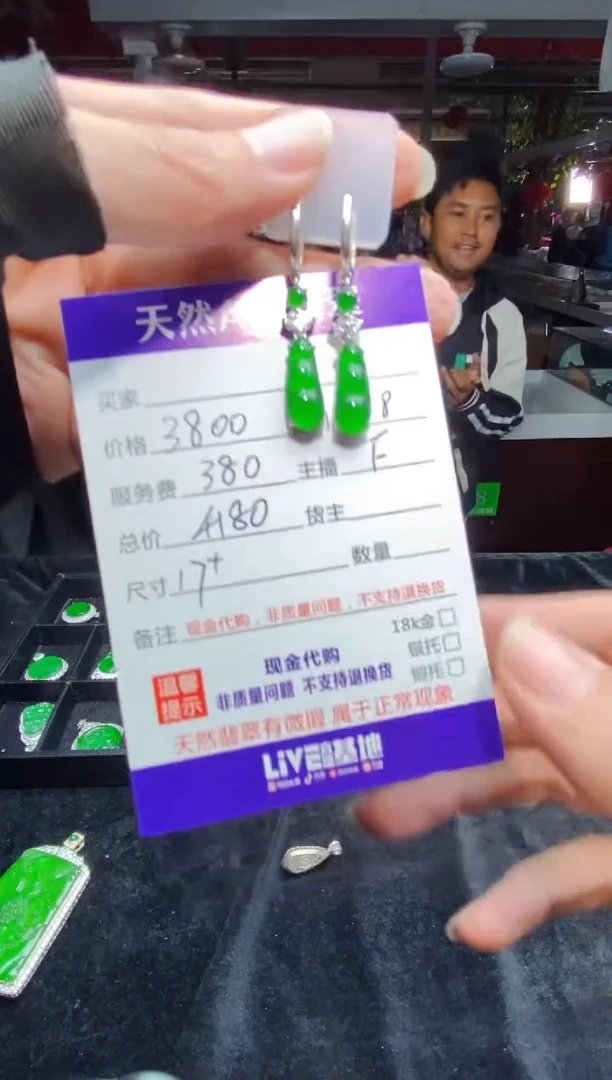 天然A
买家
价格 3800 8
服务费 380 主播 F
总价 4180 货主
尺寸 17+ 数量
备注 现金代购，非质量问题，不支持退换货
18k金□
银托□
铜托□
温馨提示
现金代购
非质量问题 不支持退换货
天然翡翠有微瑕 属于正常现象
LiVE 基地